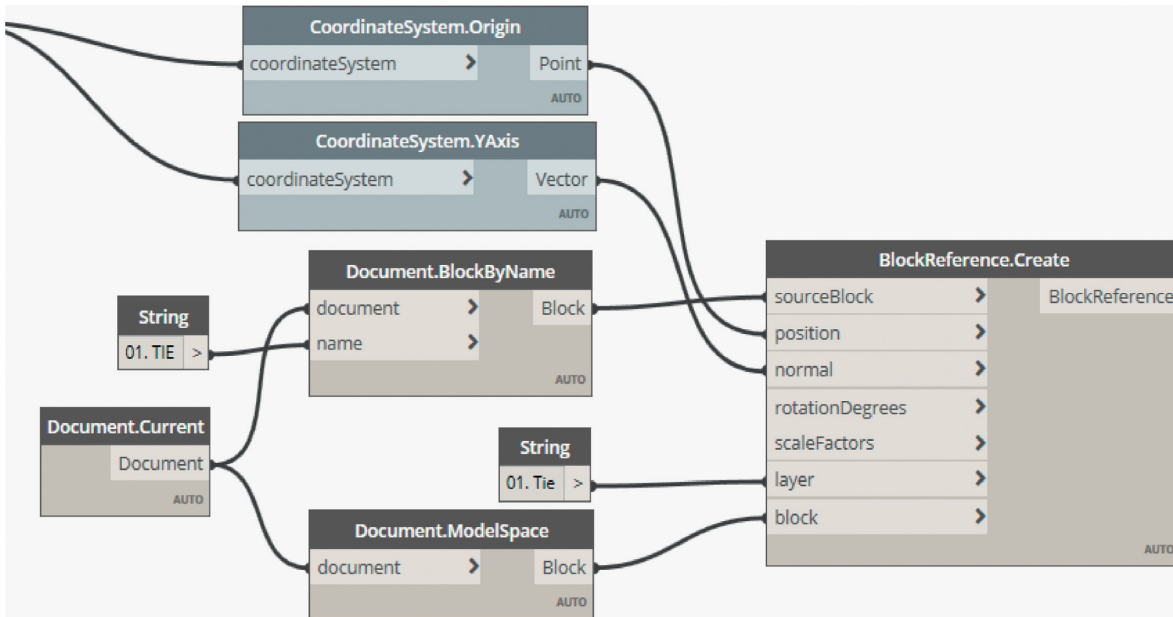 CoordinateSystem.Origin
coordinateSystem > Point
AUTO
CoordinateSystem.YAxis
coordinateSystem > Vector
AUTO
Document.BlockByName
document > Block
name >
AUTO
String
01. TIE >
Document.Current
Document
AUTO
String
01. Tie >
Document.ModelSpace
document > Block
AUTO
BlockReference.Create
sourceBlock > BlockReference
position >
normal >
rotationDegrees >
scaleFactors >
layer >
block >
AUTO